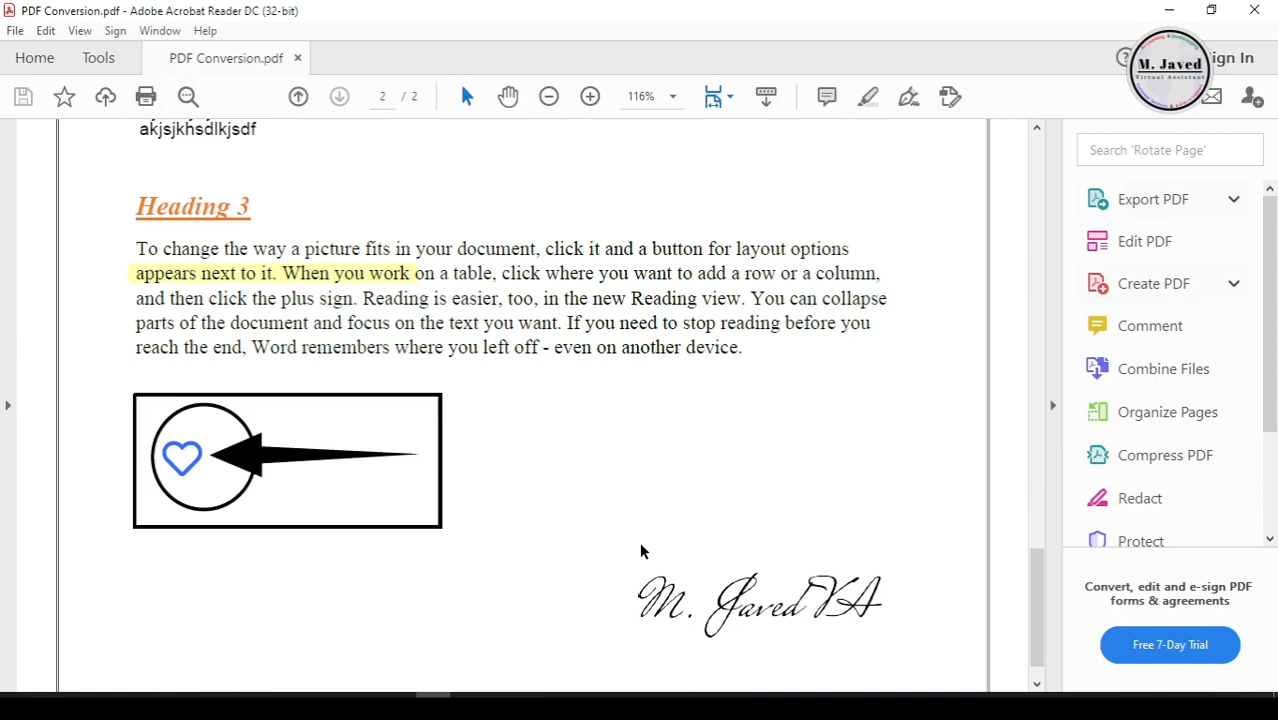 PDF Conversion.pdf - Adobe Acrobat Reader DC (32-bit)
File Edit View Sign Window Help
Home Tools PDF Conversion.pdf × Sign In
M. Javed
Virtual Assistant
2 / 2 116%
akjsjkhsdlkjsdf
Heading 3
To change the way a picture fits in your document, click it and a button for layout options
appears next to it. When you work on a table, click where you want to add a row or a column,
and then click the plus sign. Reading is easier, too, in the new Reading view. You can collapse
parts of the document and focus on the text you want. If you need to stop reading before you
reach the end, Word remembers where you left off - even on another device.
M. Javed VA
Search 'Rotate Page'
Export PDF
Edit PDF
Create PDF
Comment
Combine Files
Organize Pages
Compress PDF
Redact
Protect
Convert, edit and e-sign PDF
forms & agreements
Free 7-Day Trial